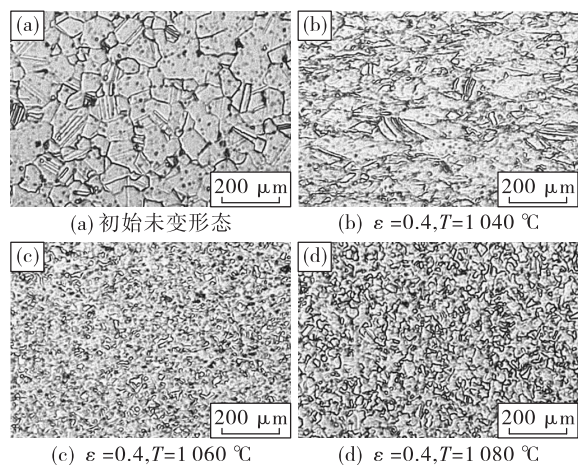 (a)
(b)
200 μm
200 μm
(a) 初始未变形态
(b) ε =0.4,T=1 040 ℃
(c)
(d)
200 μm
200 μm
(c) ε =0.4,T=1 060 ℃
(d) ε =0.4,T=1 080 ℃